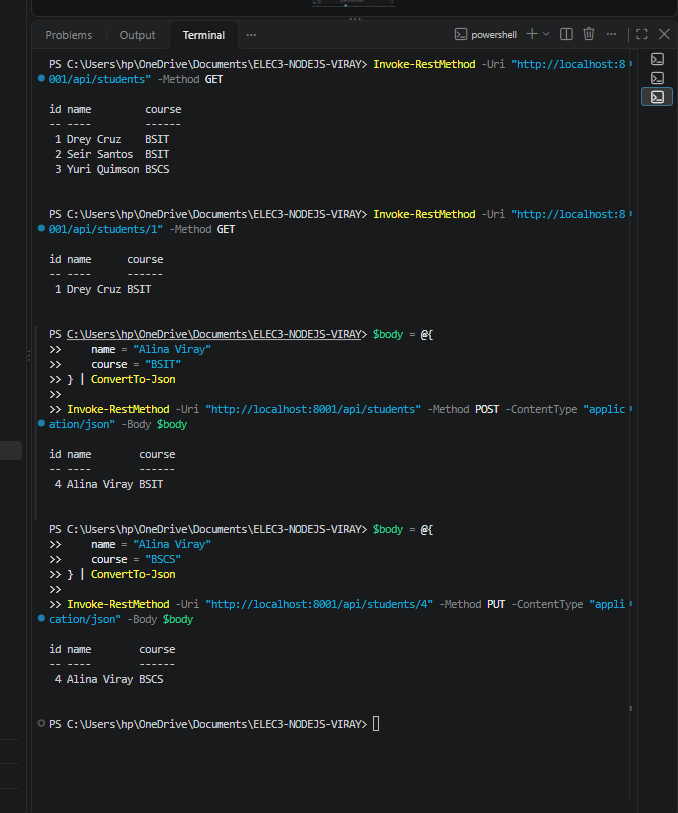 Problems Output Terminal ··· powershell
PS C:\Users\hp\OneDrive\Documents\ELEC3-NODEJS-VIRAY> Invoke-RestMethod -Uri "http://localhost:8
001/api/students" -Method GET
id name course
-- ---- ------
1 Drey Cruz BSIT
2 Seir Santos BSIT
3 Yuri Quimson BSCS
PS C:\Users\hp\OneDrive\Documents\ELEC3-NODEJS-VIRAY> Invoke-RestMethod -Uri "http://localhost:8
001/api/students/1" -Method GET
id name course
-- ---- ------
1 Drey Cruz BSIT
PS C:\Users\hp\OneDrive\Documents\ELEC3-NODEJS-VIRAY> $body = @{
>> name = "Alina Viray"
>> course = "BSIT"
>> } | ConvertTo-Json
>>
>> Invoke-RestMethod -Uri "http://localhost:8001/api/students" -Method POST -ContentType "applic
ation/json" -Body $body
id name course
-- ---- ------
4 Alina Viray BSIT
PS C:\Users\hp\OneDrive\Documents\ELEC3-NODEJS-VIRAY> $body = @{
>> name = "Alina Viray"
>> course = "BSCS"
>> } | ConvertTo-Json
>>
>> Invoke-RestMethod -Uri "http://localhost:8001/api/students/4" -Method PUT -ContentType "appli
cation/json" -Body $body
id name course
-- ---- ------
4 Alina Viray BSCS
PS C:\Users\hp\OneDrive\Documents\ELEC3-NODEJS-VIRAY>